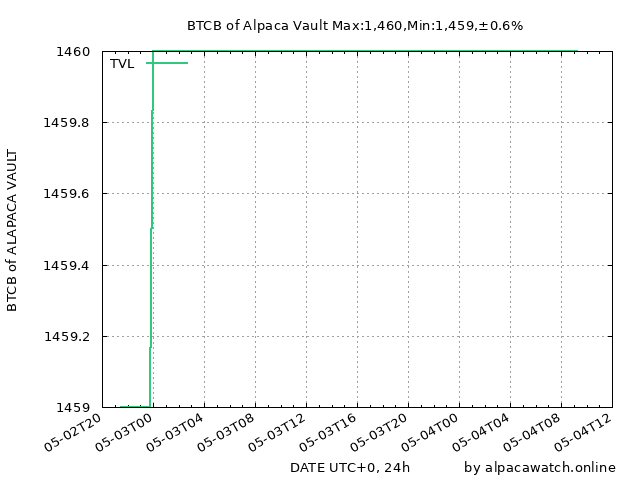 BTCB of Alpaca Vault Max:1,460,Min:1,459,±0.6%
1460
TVL
1459.8
1459.6
1459.4
1459.2
1459
BTCB of ALAPACA VAULT
05-02T20
05-03T00
05-03T04
05-03T08
05-03T12
05-03T16
05-03T20
05-04T00
05-04T04
05-04T08
05-04T12
DATE UTC+0, 24h
by alpacawatch.online